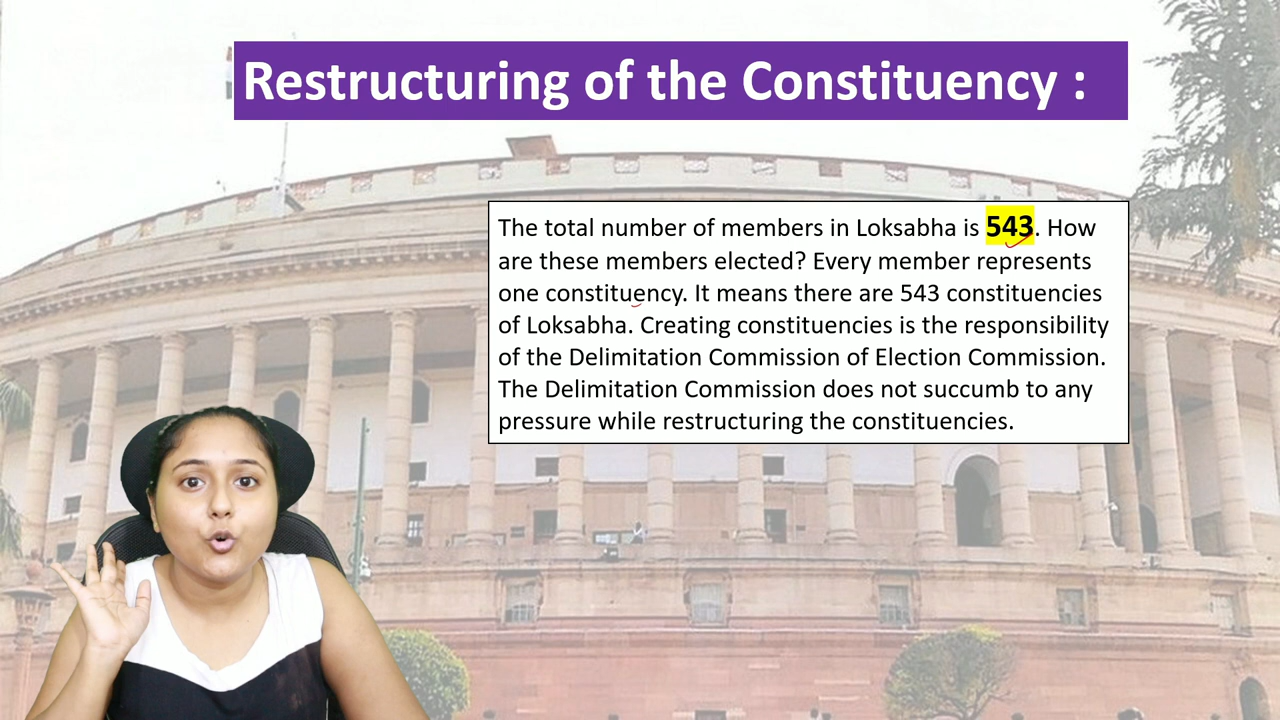 Restructuring of the Constituency :
The total number of members in Loksabha is 543. How
are these members elected? Every member represents
one constituency. It means there are 543 constituencies
of Loksabha. Creating constituencies is the responsibility
of the Delimitation Commission of Election Commission.
The Delimitation Commission does not succumb to any
pressure while restructuring the constituencies.